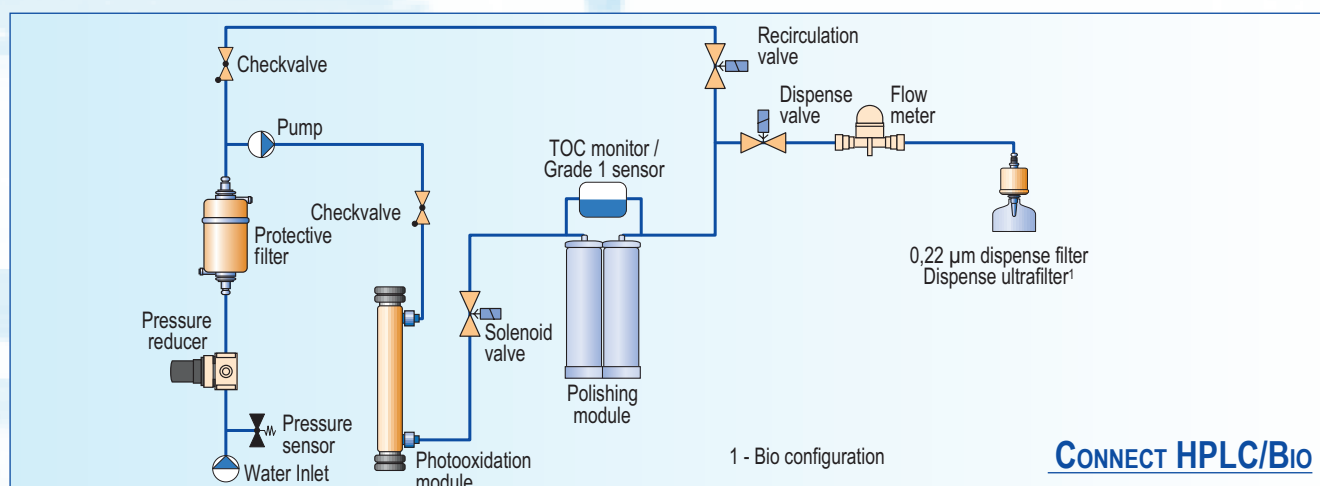 Recirculation
valve
Checkvalve
Dispense
valve
Flow
meter
Pump
TOC monitor /
Grade 1 sensor
Checkvalve
Protective
filter
0,22 µm dispense filter
Dispense ultrafilter¹
Pressure
reducer
Solenoid
valve
Polishing
module
Pressure
sensor
Water Inlet
Photooxidation
module
1 - Bio configuration
CONNECT HPLC/BIO